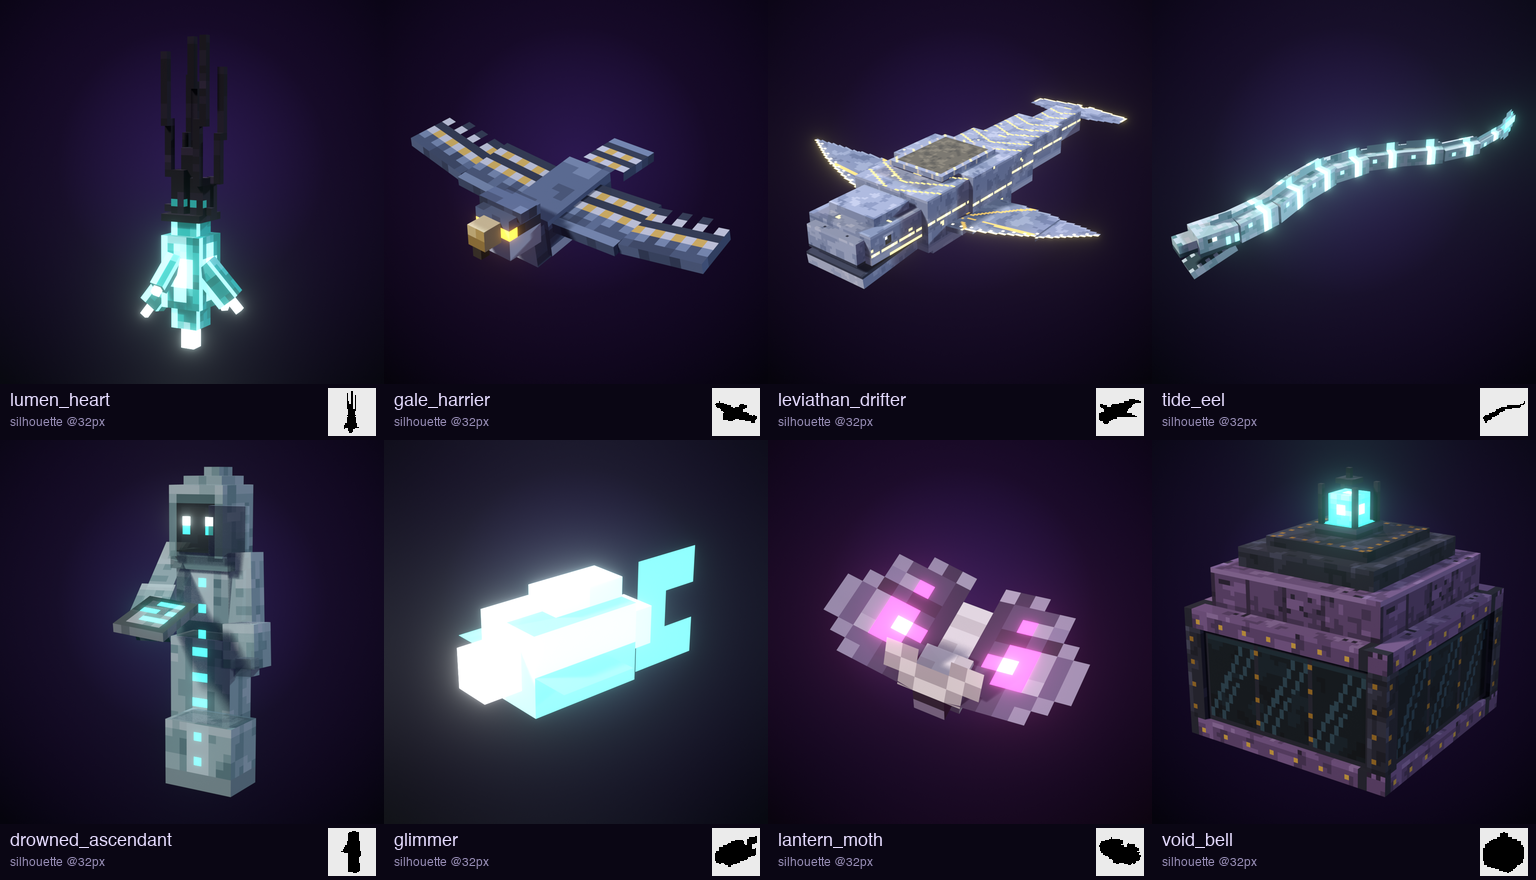 lumen_heart
silhouette @32px
gale_harrier
silhouette @32px
leviathan_drifter
silhouette @32px
tide_eel
silhouette @32px
drowned_ascendant
silhouette @32px
glimmer
silhouette @32px
lantern_moth
silhouette @32px
void_bell
silhouette @32px